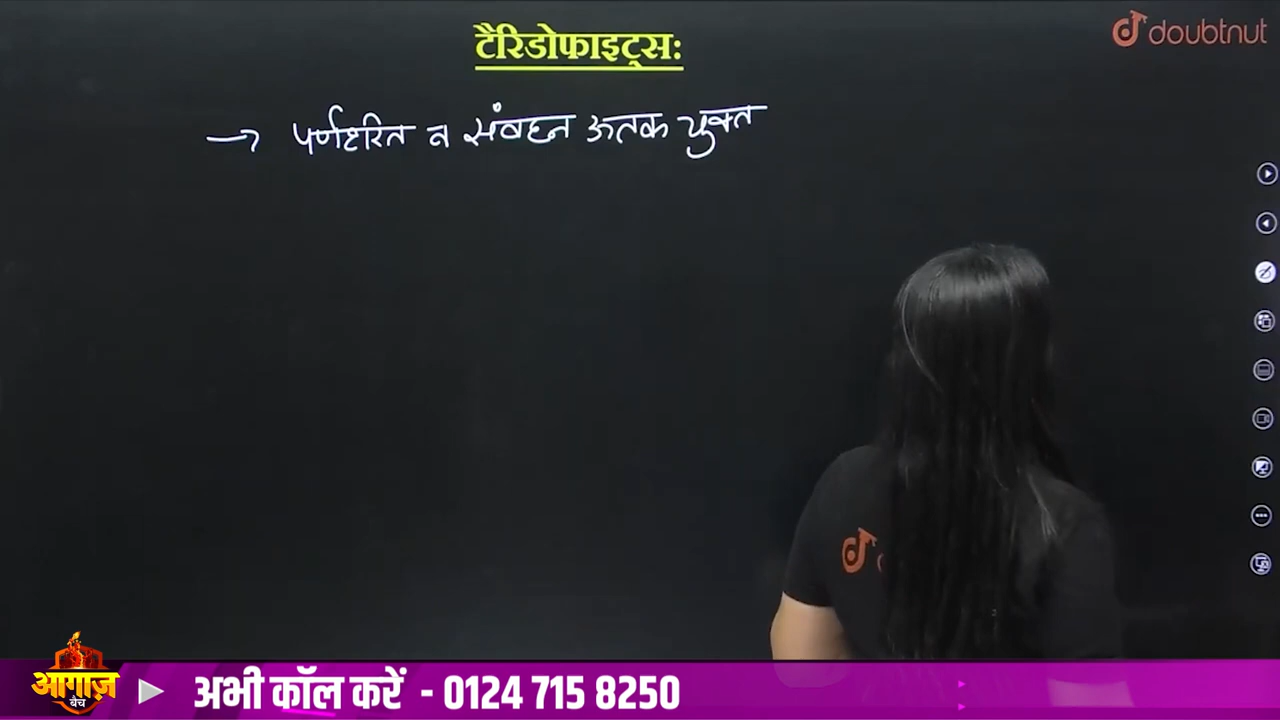 टैरिडोफाइट्स:
doubtnut
→ पर्णहरित व संवहन ऊतक युक्त
आगाज़
बैच
अभी कॉल करें - 0124 715 8250